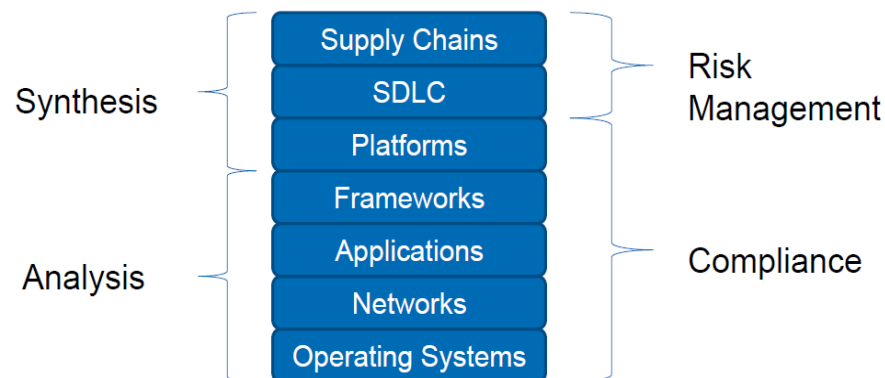 Supply Chains
SDLC
Platforms
Frameworks
Applications
Networks
Operating Systems
Synthesis
Analysis
Risk
Management
Compliance